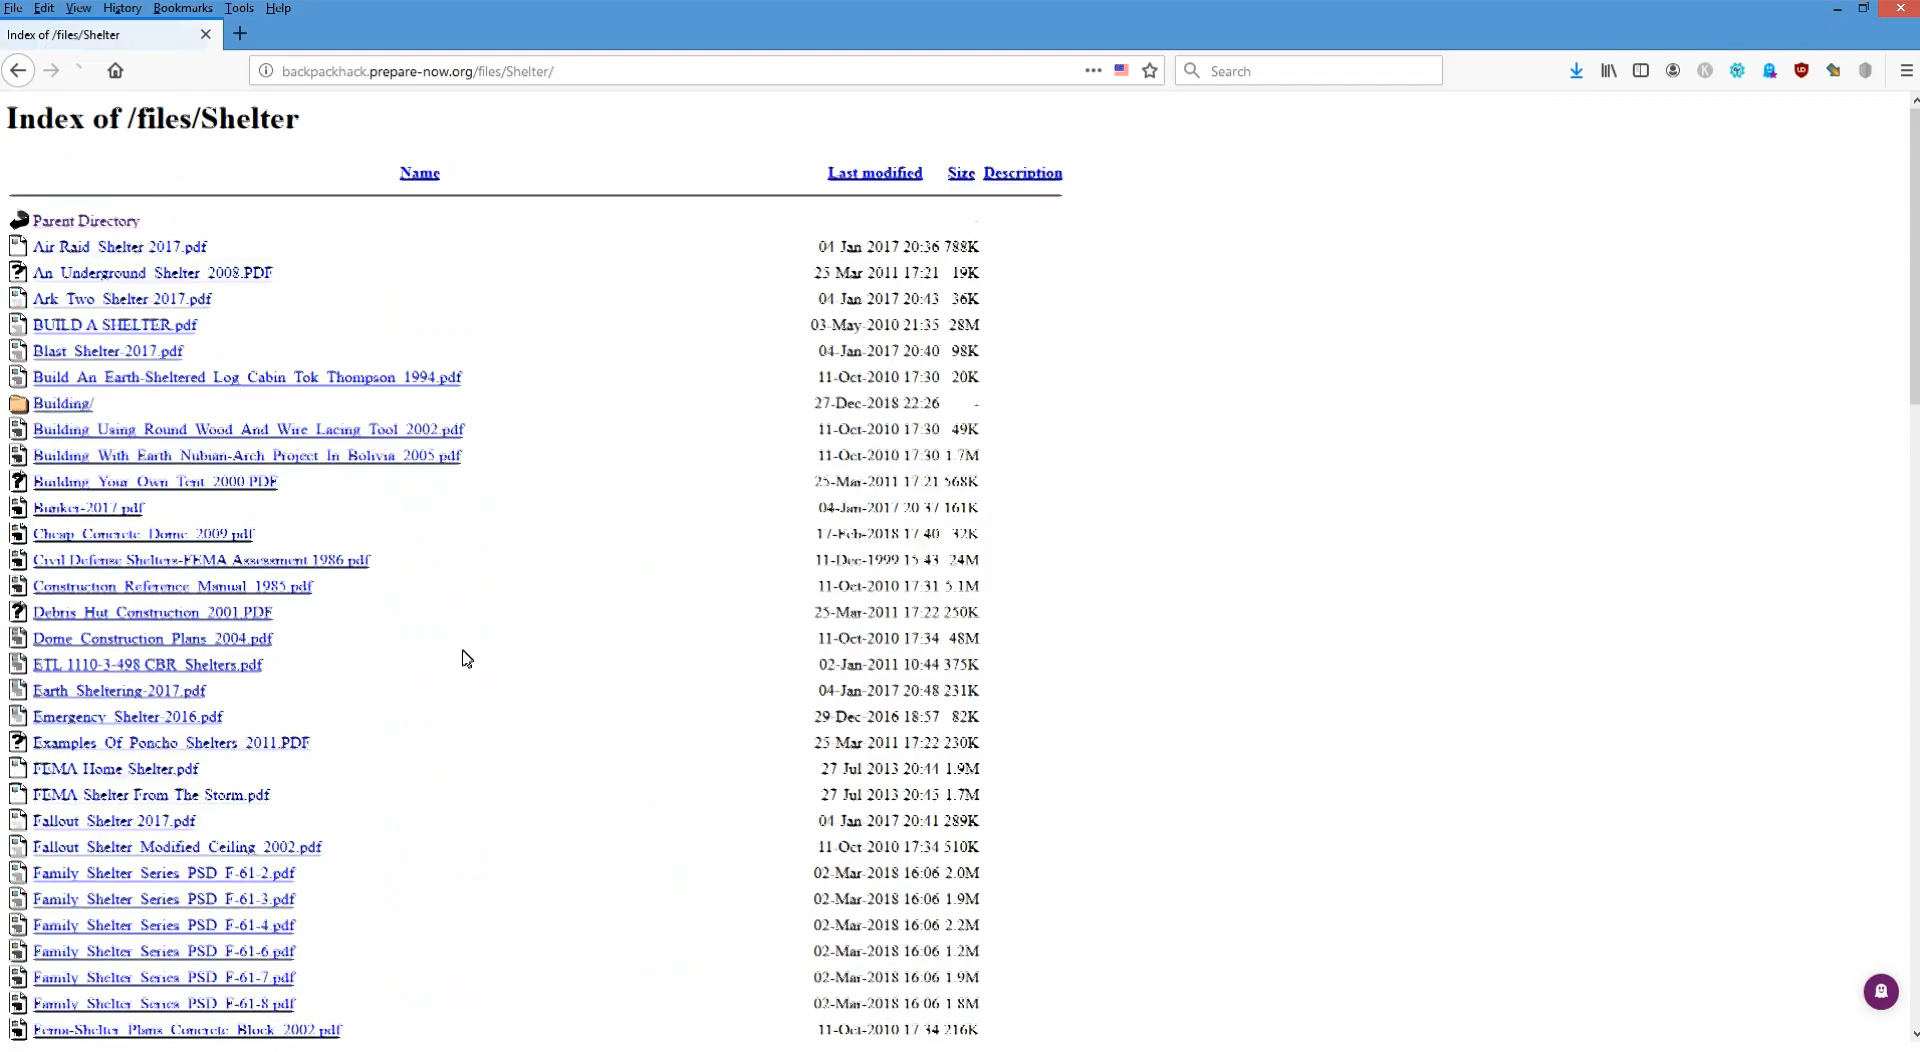 File Edit View History Bookmarks Tools Help
Index of /files/Shelter
backpackhack.prepare-now.org/files/Shelter/
Search
Index of /files/Shelter
Name Last modified Size Description
Parent Directory -
Air Raid Shelter 2017.pdf 04 Jan 2017 20:36 788K
An Underground Shelter 2008.PDF 25 Mar 2011 17:21 19K
Ark Two Shelter 2017.pdf 04 Jan 2017 20:43 36K
BUILD A SHELTER.pdf 03-May-2010 21:35 28M
Blast Shelter-2017.pdf 04-Jan-2017 20:40 98K
Build An Earth-Sheltered Log Cabin Tok Thompson 1994.pdf 11-Oct-2010 17:30 20K
Building/ 27-Dec-2018 22:26 -
Building Using Round Wood And Wire Lacing Tool 2002.pdf 11-Oct-2010 17:30 49K
Building With Earth Nubian-Arch Project In Bolivia 2005.pdf 11-Oct-2010 17:30 1.7M
Building Your Own Tent 2000.PDF 25-Mar-2011 17:21 568K
Bunker-2017.pdf 04-Jan-2017 20:37 161K
Cheap Concrete Dome 2009.pdf 17-Feb-2018 17:40 32K
Civil Defense Shelters-FEMA Assessment 1986.pdf 11-Dec-1999 15:43 24M
Construction Reference Manual 1985.pdf 11-Oct-2010 17:31 5.1M
Debris Hut Construction 2001.PDF 25-Mar-2011 17:22 250K
Dome Construction Plans 2004.pdf 11-Oct-2010 17:34 48M
ETL 1110-3-498 CBR Shelters.pdf 02-Jan-2011 10:44 375K
Earth Sheltering-2017.pdf 04-Jan-2017 20:48 231K
Emergency Shelter-2016.pdf 29-Dec-2016 18:57 82K
Examples Of Poncho Shelters 2011.PDF 25 Mar 2011 17:22 230K
FEMA Home Shelter.pdf 27 Jul 2013 20:44 1.9M
FEMA Shelter From The Storm.pdf 27 Jul 2013 20:45 1.7M
Fallout Shelter 2017.pdf 04 Jan 2017 20:41 289K
Fallout Shelter Modified Ceiling 2002.pdf 11-Oct-2010 17:34 510K
Family Shelter Series PSD F-61-2.pdf 02-Mar-2018 16:06 2.0M
Family Shelter Series PSD F-61-3.pdf 02-Mar-2018 16:06 1.9M
Family Shelter Series PSD F-61-4.pdf 02-Mar-2018 16:06 2.2M
Family Shelter Series PSD F-61-6.pdf 02-Mar-2018 16:06 1.2M
Family Shelter Series PSD F-61-7.pdf 02-Mar-2018 16:06 1.9M
Family Shelter Series PSD F-61-8.pdf 02-Mar-2018 16:06 1.8M
Fema-Shelter Plans Concrete Block 2002.pdf 11-Oct-2010 17:34 216K